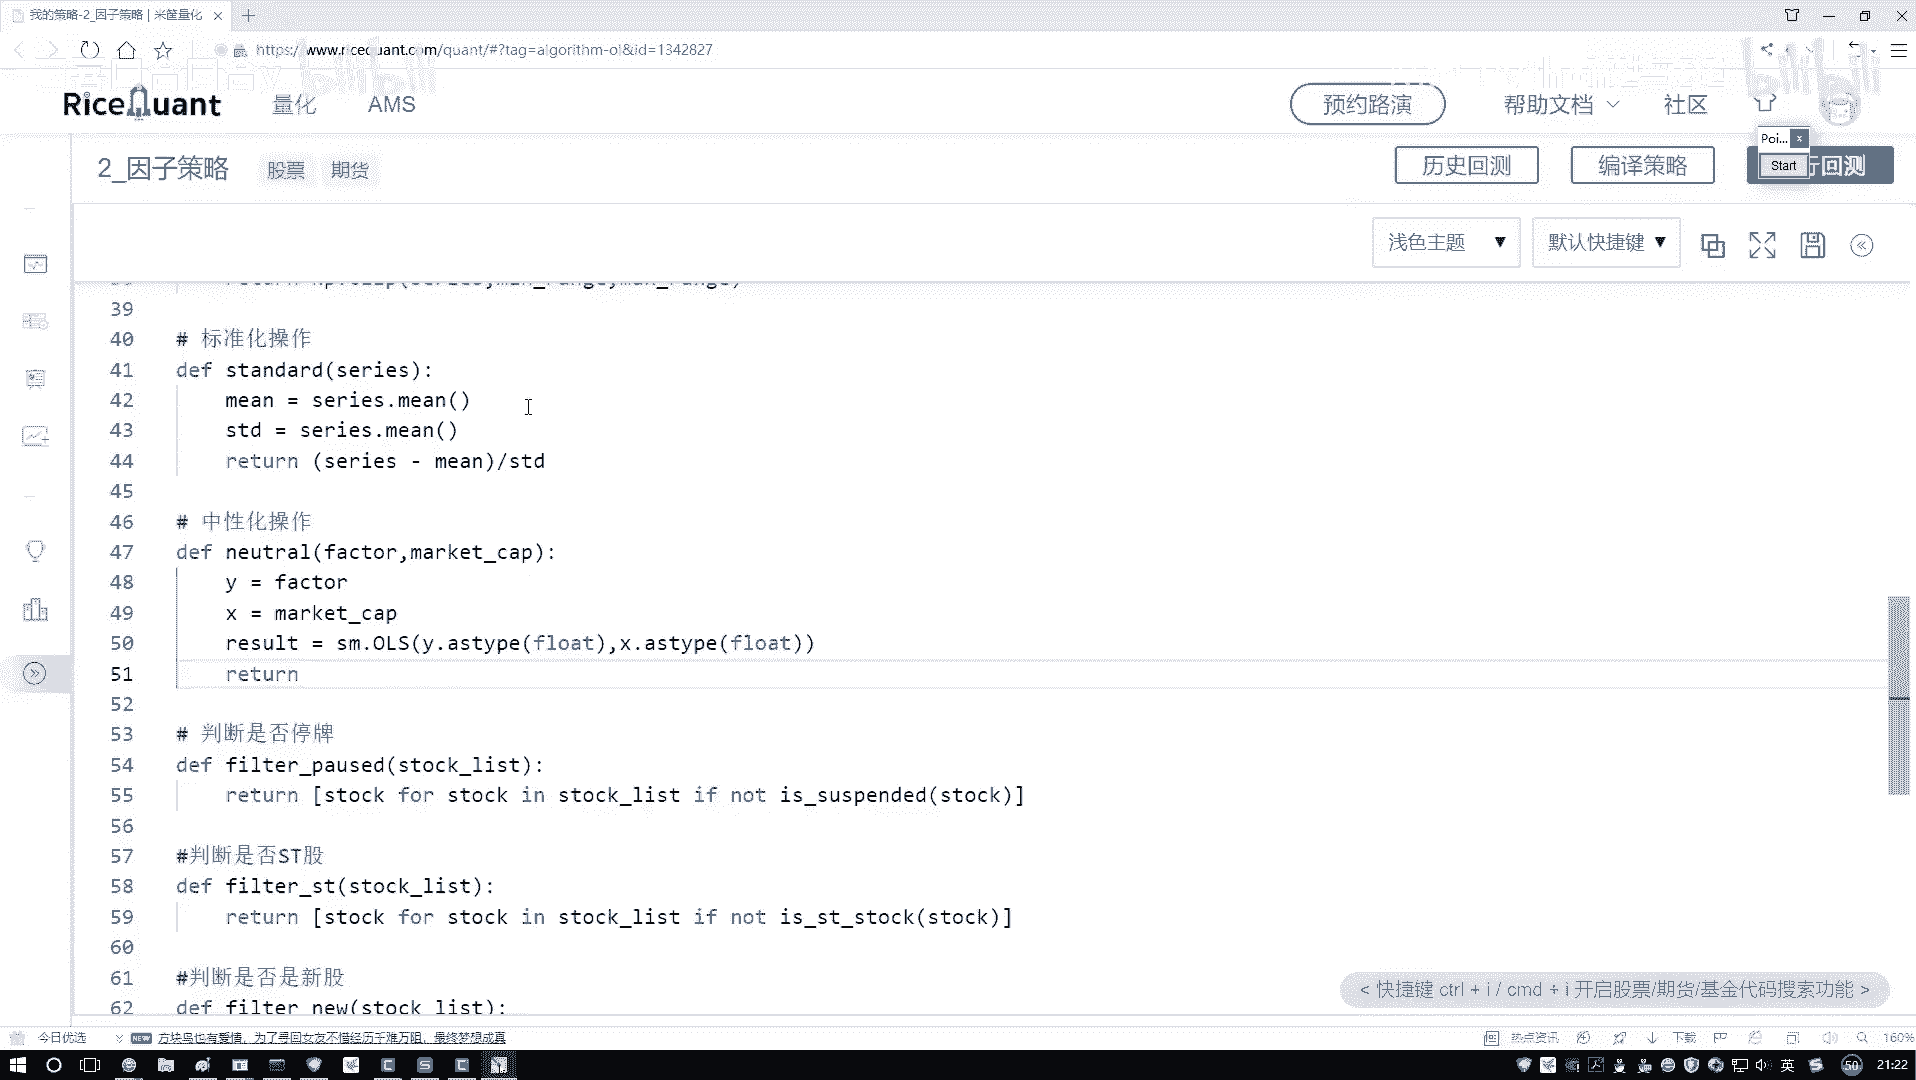 我的策略-2_因子策略 | 米筐量化
https://www.ricequant.com/quant/#?tag=algorithm-ol&id=1342827
bilibili
bilibili
RiceQuant
量化
AMS
预约路演
帮助文档
社区
Poi...
Start
2_因子策略
股票
期货
历史回测
编译策略
行回测
浅色主题
默认快捷键
39
40 # 标准化操作
41 def standard(series):
42 mean = series.mean()
43 std = series.mean()
44 return (series - mean)/std
45
46 # 中性化操作
47 def neutral(factor,market_cap):
48 y = factor
49 x = market_cap
50 result = sm.OLS(y.astype(float),x.astype(float))
51 return
52
53 # 判断是否停牌
54 def filter_paused(stock_list):
55 return [stock for stock in stock_list if not is_suspended(stock)]
56
57 #判断是否ST股
58 def filter_st(stock_list):
59 return [stock for stock in stock_list if not is_st_stock(stock)]
60
61 #判断是否是新股
62 def filter_new(stock_list):
< 快捷键 ctrl + i / cmd + i 开启股票/期货/基金代码搜索功能 >
今日优选
NEW
方块鸟也有爱情，为了寻回女友不惜经历千难万阻，最终梦想成真
热点资讯
下载
160%
英
50
21:22